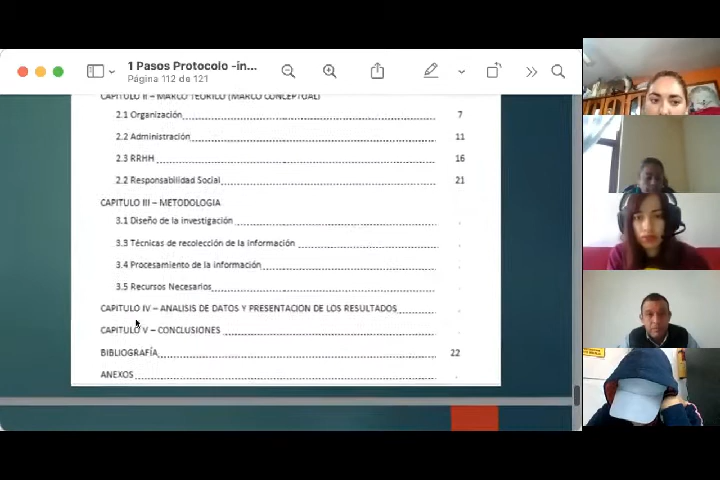 1 Pasos Protocolo -in...
Página 112 de 121
CAPITULO II – MARCO TEORICO (MARCO CONCEPTUAL)
2.1 Organización 7
2.2 Administración 11
2.3 RRHH 16
2.2 Responsabilidad Social 21
CAPITULO III – METODOLOGIA
3.1 Diseño de la investigación
3.3 Técnicas de recolección de la información
3.4 Procesamiento de la información
3.5 Recursos Necesarios
CAPITULO IV – ANALISIS DE DATOS Y PRESENTACION DE LOS RESULTADOS
CAPITULO V – CONCLUSIONES
BIBLIOGRAFÍA 22
ANEXOS